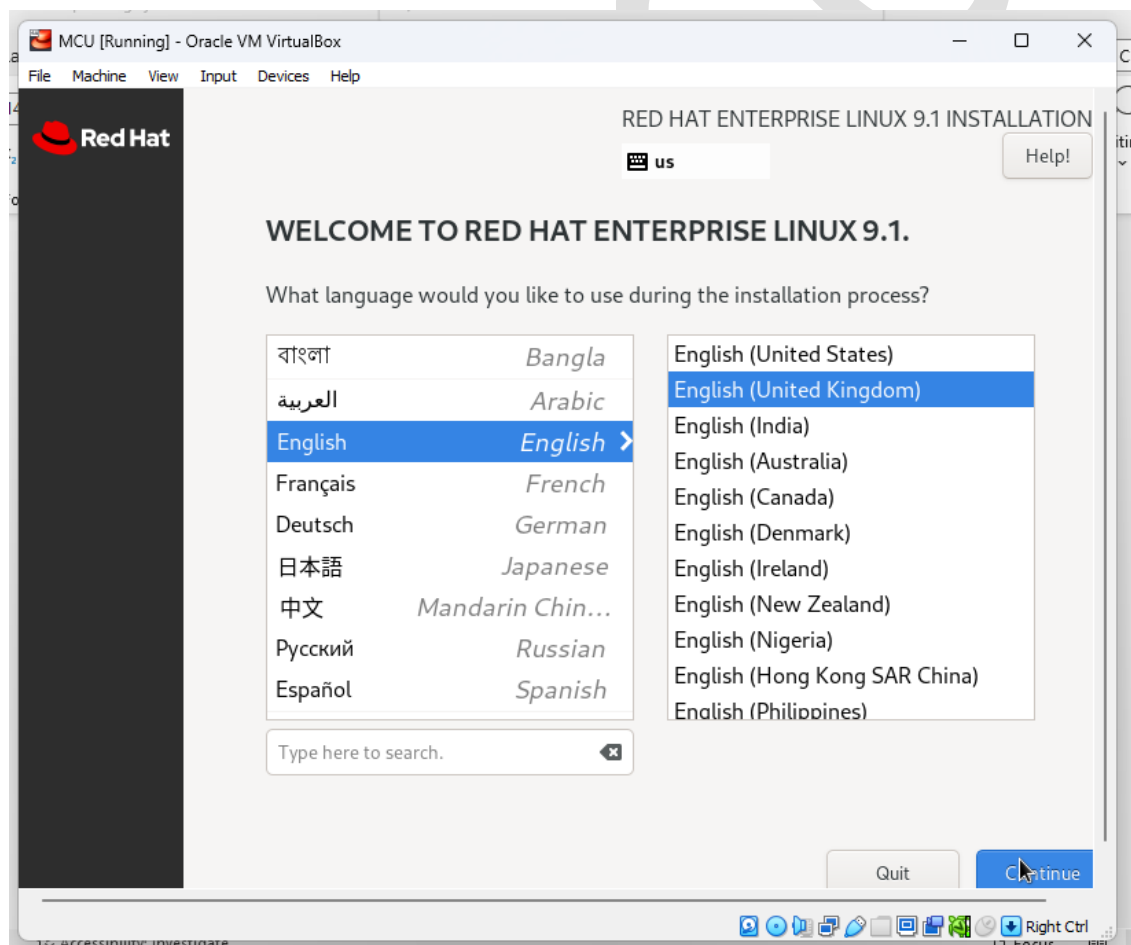 MCU [Running] - Oracle VM VirtualBox
File Machine View Input Devices Help
Red Hat
RED HAT ENTERPRISE LINUX 9.1 INSTALLATION
us
Help!
WELCOME TO RED HAT ENTERPRISE LINUX 9.1.
What language would you like to use during the installation process?
বাংলা Bangla
العربية Arabic
English English
Français French
Deutsch German
日本語 Japanese
中文 Mandarin Chin...
Русский Russian
Español Spanish
English (United States)
English (United Kingdom)
English (India)
English (Australia)
English (Canada)
English (Denmark)
English (Ireland)
English (New Zealand)
English (Nigeria)
English (Hong Kong SAR China)
English (Philippines)
Type here to search.
Quit
Continue
Right Ctrl
Accessibility: Investigate
Focus